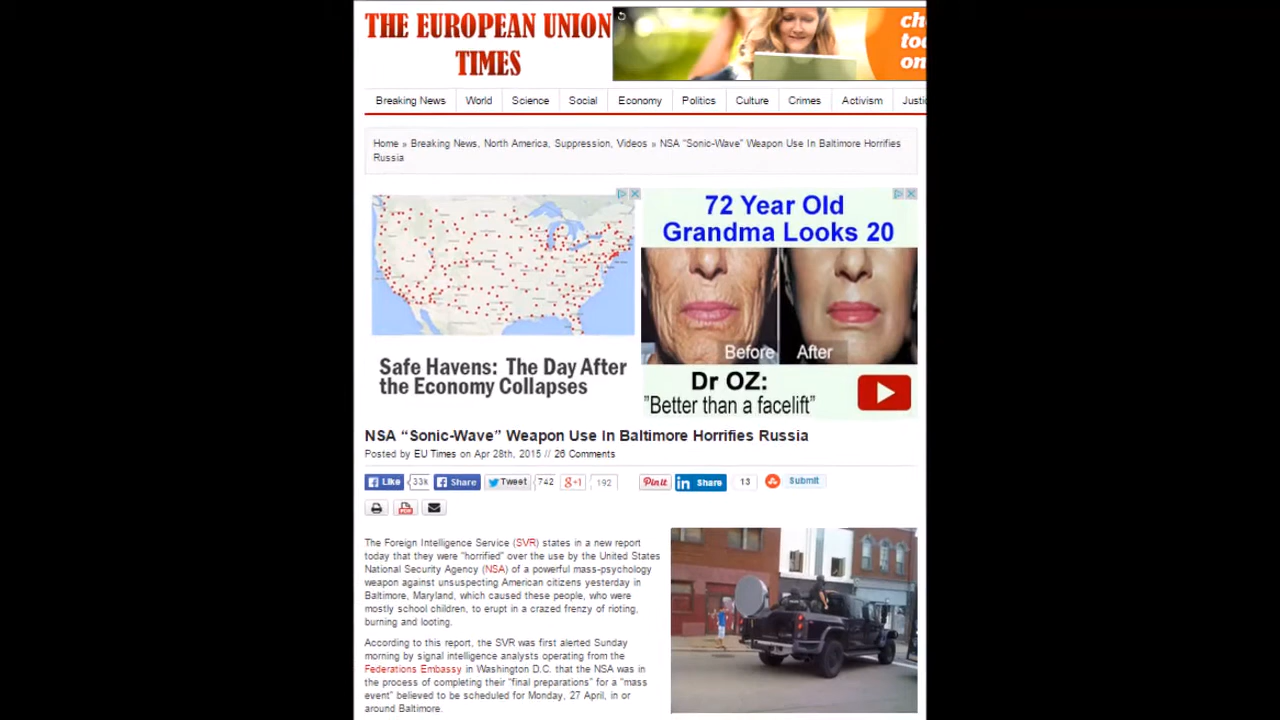 THE EUROPEAN UNION
TIMES
ch
too
on
Breaking News World Science Social Economy Politics Culture Crimes Activism Justi
Home » Breaking News, North America, Suppression, Videos » NSA “Sonic-Wave” Weapon Use In Baltimore Horrifies
Russia
72 Year Old
Grandma Looks 20
Before After
Safe Havens: The Day After
the Economy Collapses
Dr OZ:
"Better than a facelift"
NSA “Sonic-Wave” Weapon Use In Baltimore Horrifies Russia
Posted by EU Times on Apr 28th, 2015 // 26 Comments
Like 33k Share Tweet 742 g+1 192 Pin it in Share 13 Submit
PDF
The Foreign Intelligence Service (SVR) states in a new report
today that they were “horrified” over the use by the United States
National Security Agency (NSA) of a powerful mass-psychology
weapon against unsuspecting American citizens yesterday in
Baltimore, Maryland, which caused these people, who were
mostly school children, to erupt in a crazed frenzy of rioting,
burning and looting.
According to this report, the SVR was first alerted Sunday
morning by signal intelligence analysts operating from the
Federations Embassy in Washington D.C. that the NSA was in
the process of completing their “final preparations” for a “mass
event” believed to be scheduled for Monday, 27 April, in or
around Baltimore.